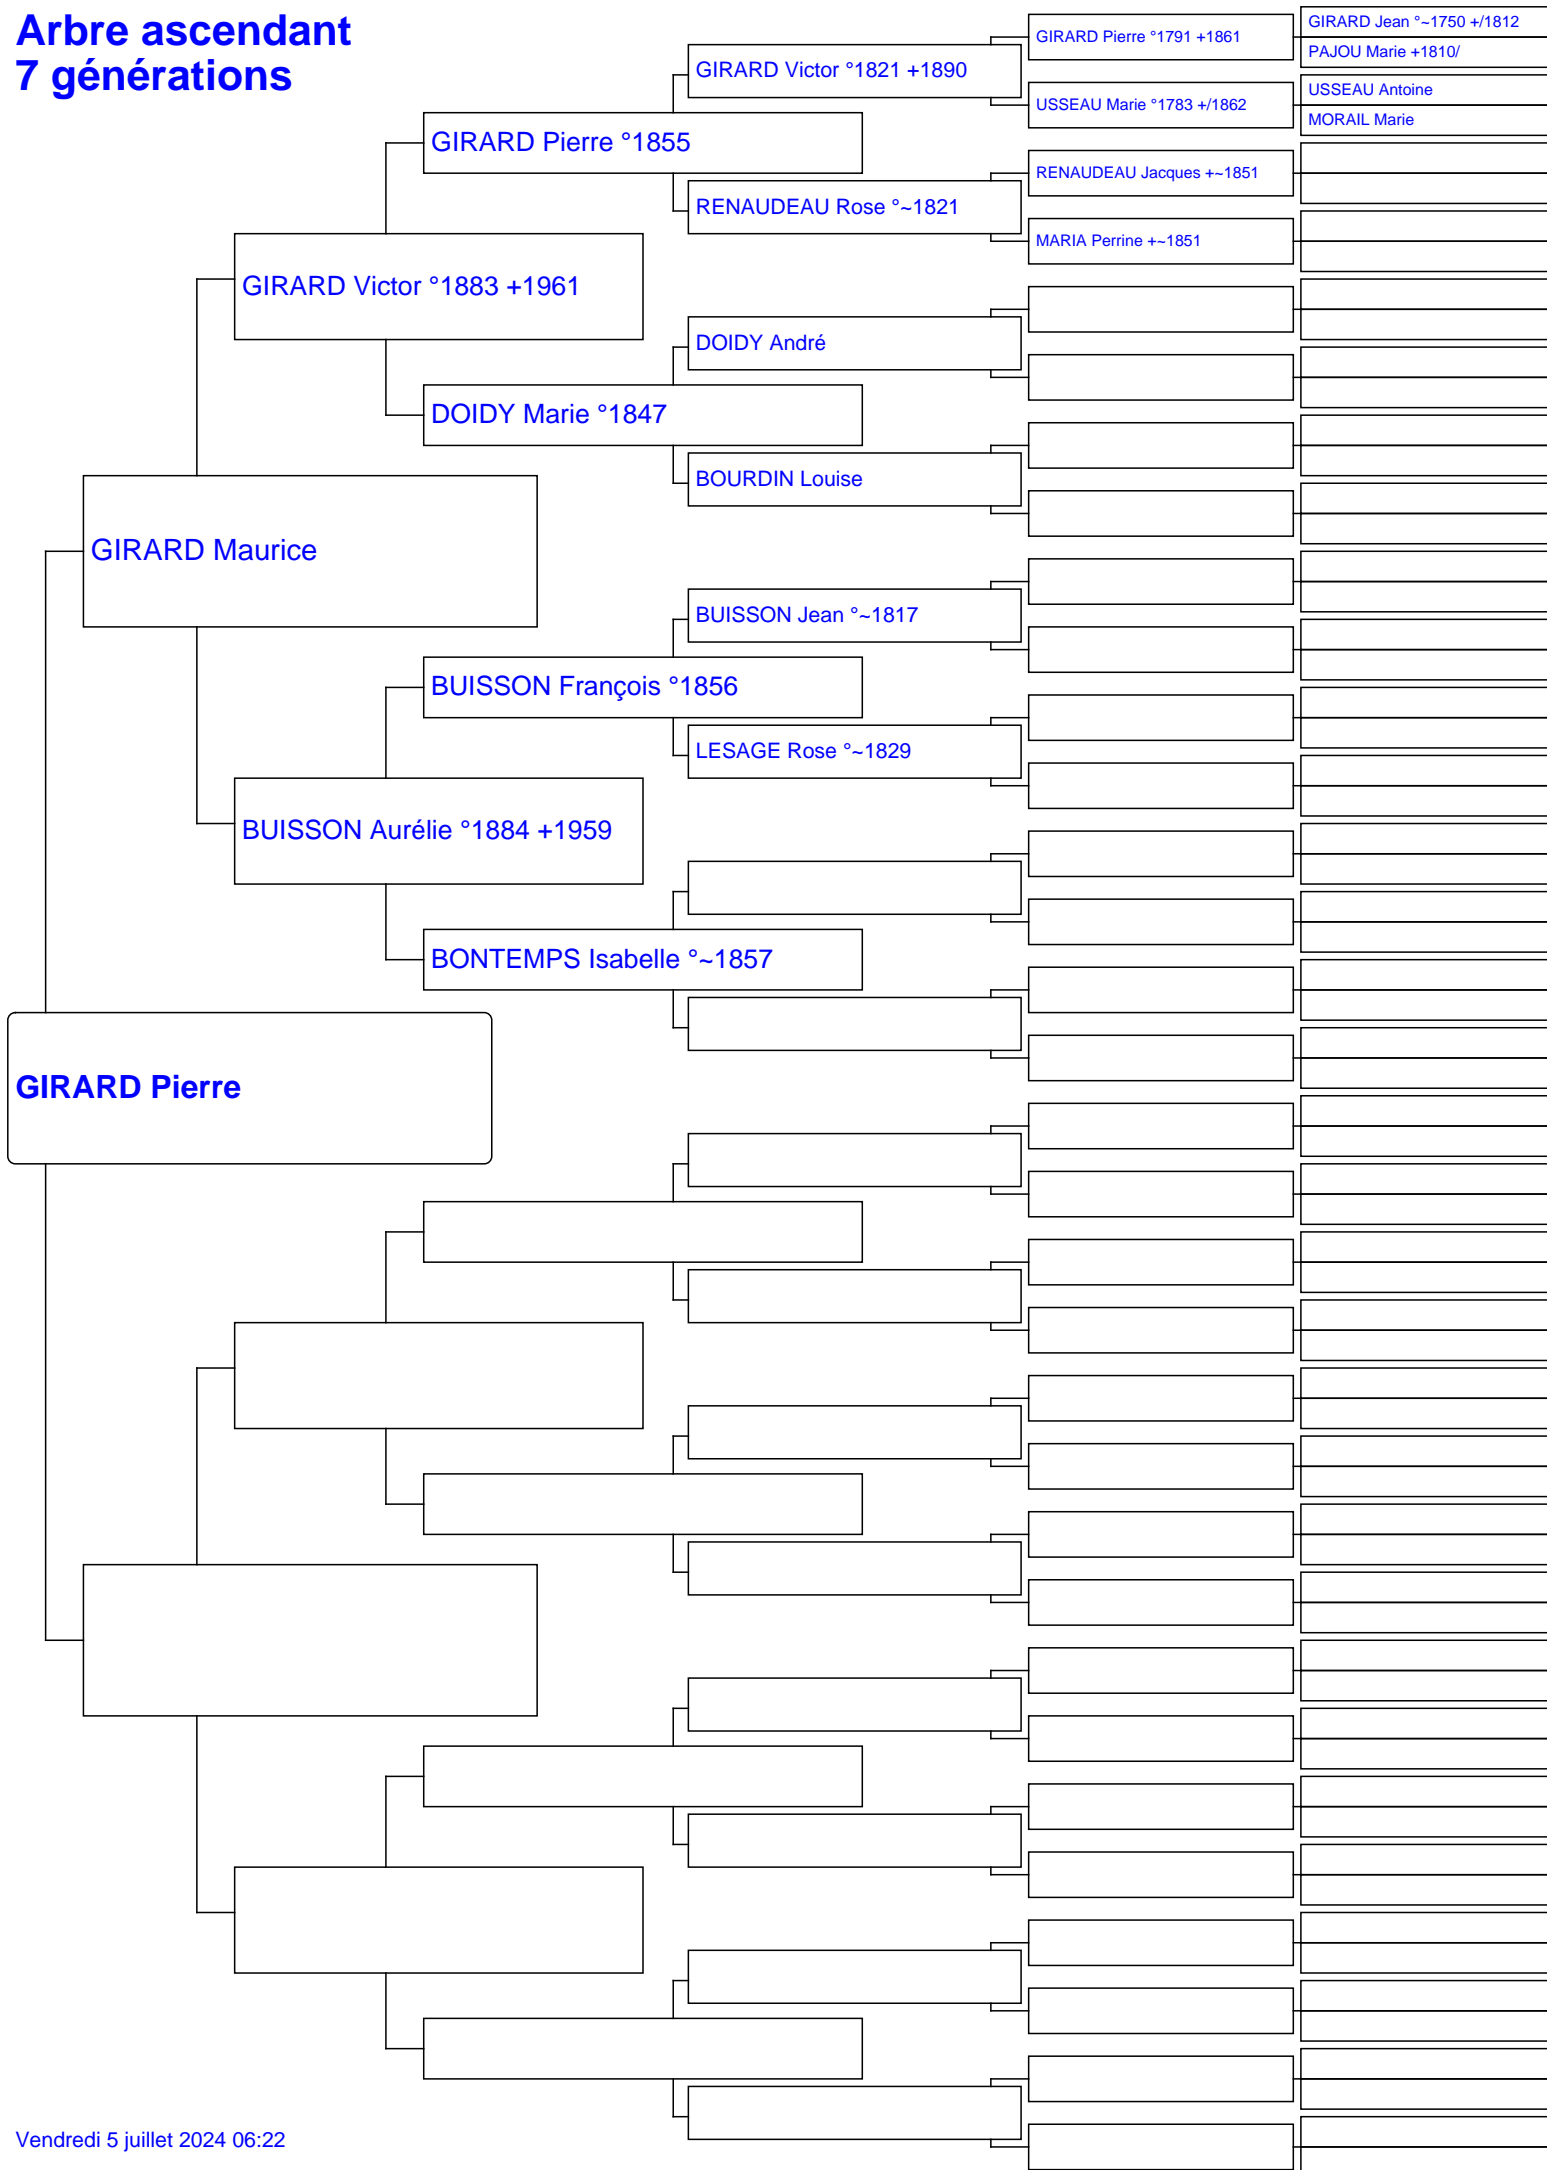 Arbre ascendant
7 générations
GIRARD Jean °~1750 +/1812
GIRARD Pierre °1791 +1861
PAJOU Marie +1810/
GIRARD Victor °1821 +1890
USSEAU Antoine
USSEAU Marie °1783 +/1862
MORAIL Marie
GIRARD Pierre °1855
RENAUDEAU Jacques +~1851
RENAUDEAU Rose °~1821
MARIA Perrine +~1851
GIRARD Victor °1883 +1961
DOIDY André
DOIDY Marie °1847
BOURDIN Louise
GIRARD Maurice
BUISSON Jean °~1817
BUISSON François °1856
LESAGE Rose °~1829
BUISSON Aurélie °1884 +1959
BONTEMPS Isabelle °~1857
GIRARD Pierre
Vendredi 5 juillet 2024 06:22